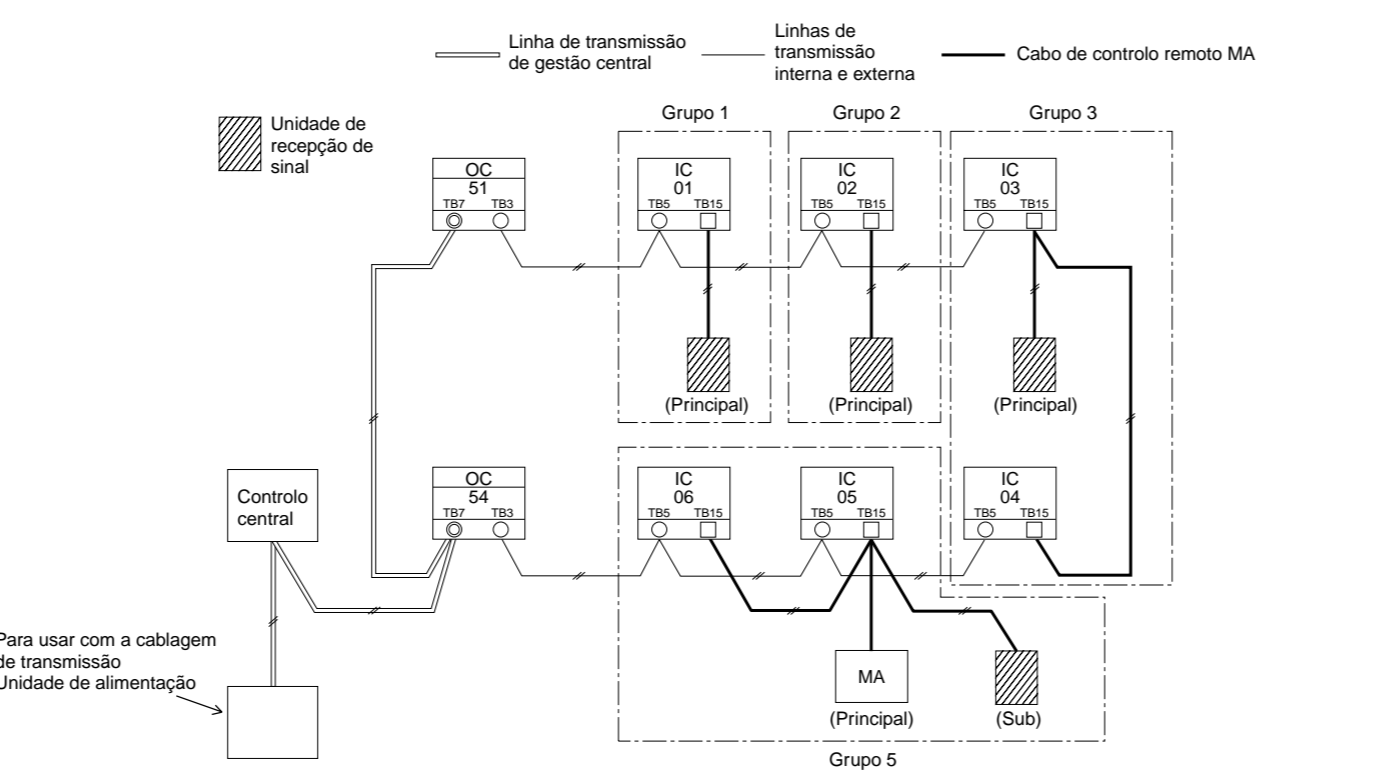 Linha de transmissão
de gestão central
Linhas de
transmissão
interna e externa
Cabo de controlo remoto MA
Unidade de
recepção de
sinal
Grupo 1
Grupo 2
Grupo 3
OC
51
TB7 TB3
IC
01
TB5 TB15
IC
02
TB5 TB15
IC
03
TB5 TB15
(Principal)
(Principal)
(Principal)
Controlo
central
OC
54
TB7 TB3
IC
06
TB5 TB15
IC
05
TB5 TB15
IC
04
TB5 TB15
Para usar com a cablagem
de transmissão
Unidade de alimentação
MA
(Principal)
(Sub)
Grupo 5